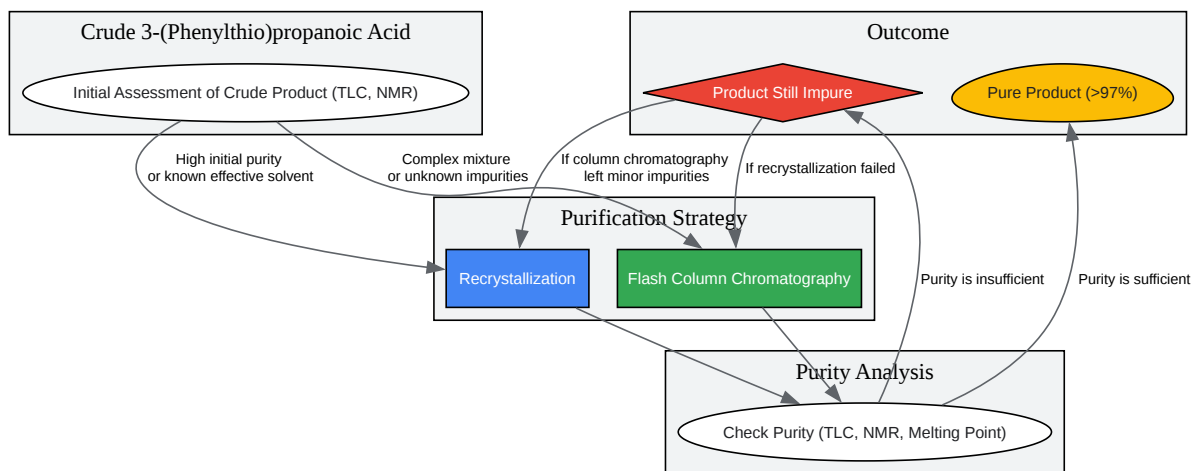 Crude 3-(Phenylthio)propanoic Acid
Outcome
Initial Assessment of Crude Product (TLC, NMR)
Product Still Impure
Pure Product (>97%)
High initial purity
or known effective solvent
Complex mixture
or unknown impurities
If column chromatography
left minor impurities
If recrystallization failed
Purification Strategy
Recrystallization
Flash Column Chromatography
Purity is insufficient
Purity is sufficient
Purity Analysis
Check Purity (TLC, NMR, Melting Point)